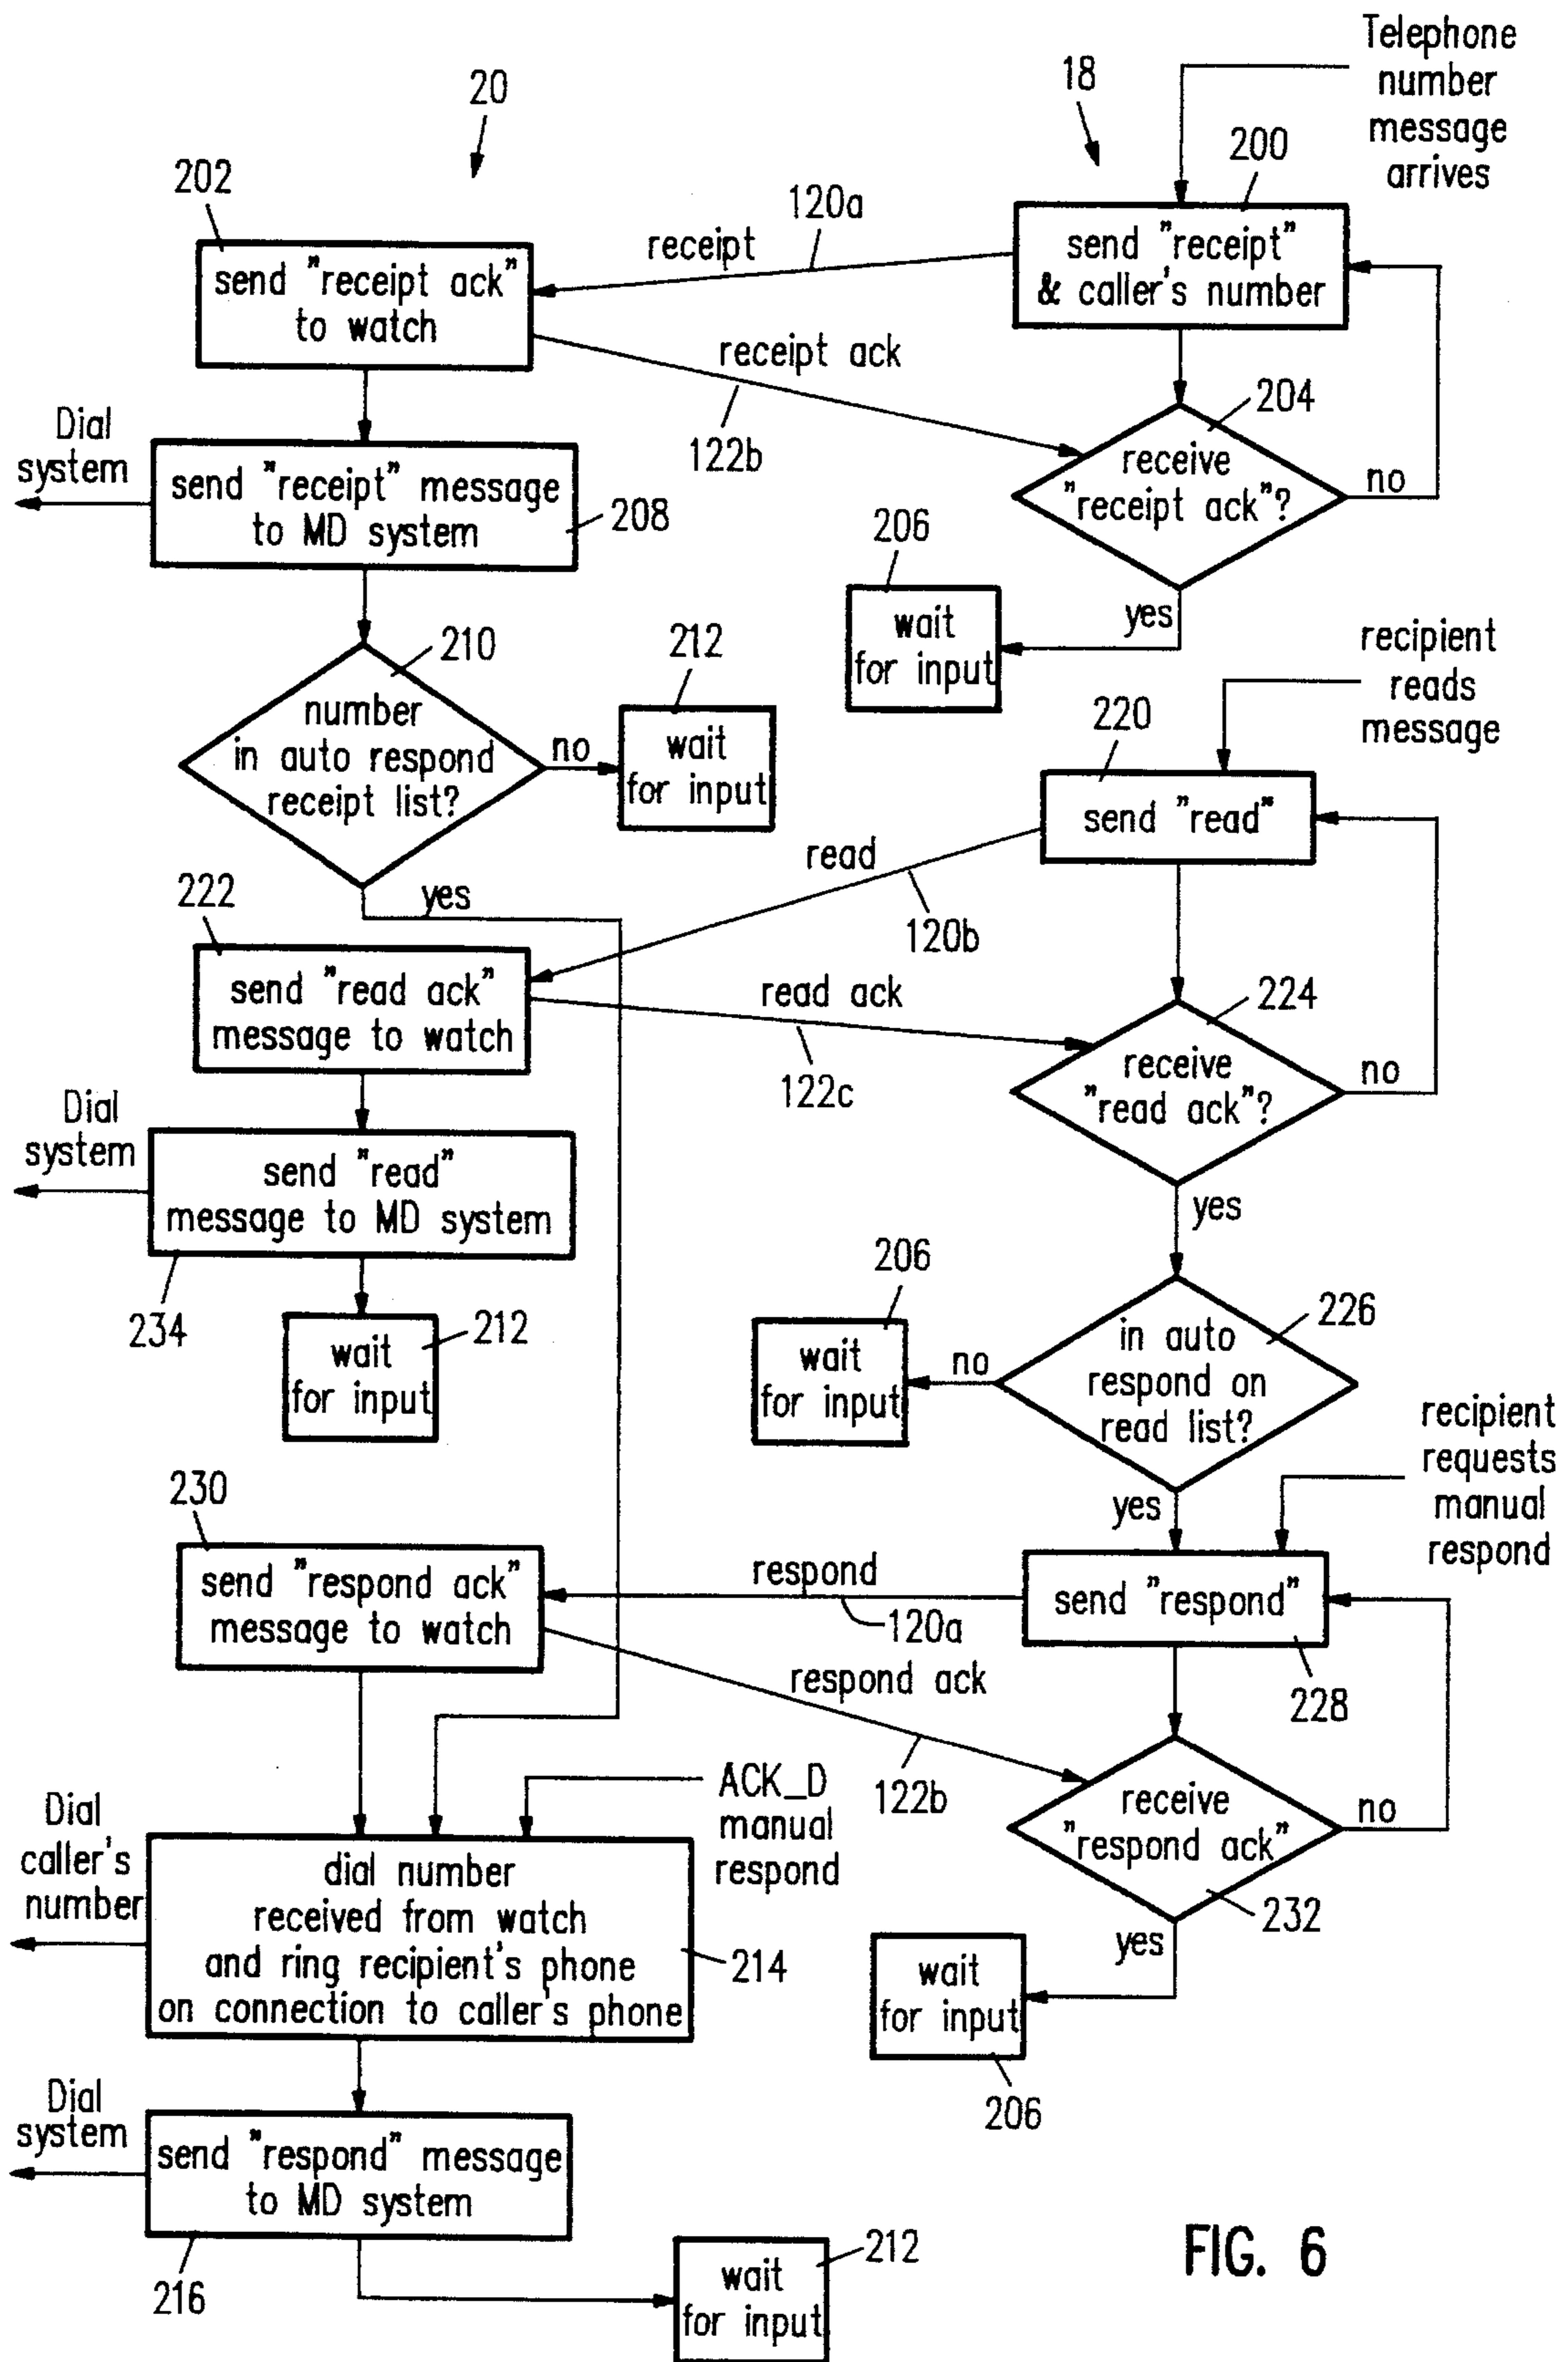 Telephone
number
message
arrives
20
18
200
202
120a
receipt
send "receipt"
& caller's number
send "receipt ack"
to watch
receipt ack
122b
204
Dial
system
send "receipt" message
to MD system
208
receive
"receipt ack"?
no
yes
206
wait
for input
210
number
in auto respond
receipt list?
no
yes
212
wait
for input
recipient
reads
message
220
send "read"
read
120b
222
send "read ack"
message to watch
read ack
122c
224
receive
"read ack"?
no
yes
Dial
system
send "read"
message to MD system
234
212
wait
for input
206
wait
for input
226
in auto
respond on
read list?
no
yes
recipient
requests
manual
respond
230
send "respond ack"
message to watch
respond
120a
send "respond"
228
respond ack
122b
receive
"respond ack"
232
no
yes
ACK_D
manual
respond
Dial
caller's
number
dial number
received from watch
and ring recipient's phone
on connection to caller's phone
214
wait
for input
206
Dial
system
send "respond" message
to MD system
216
212
wait
for input
FIG. 6